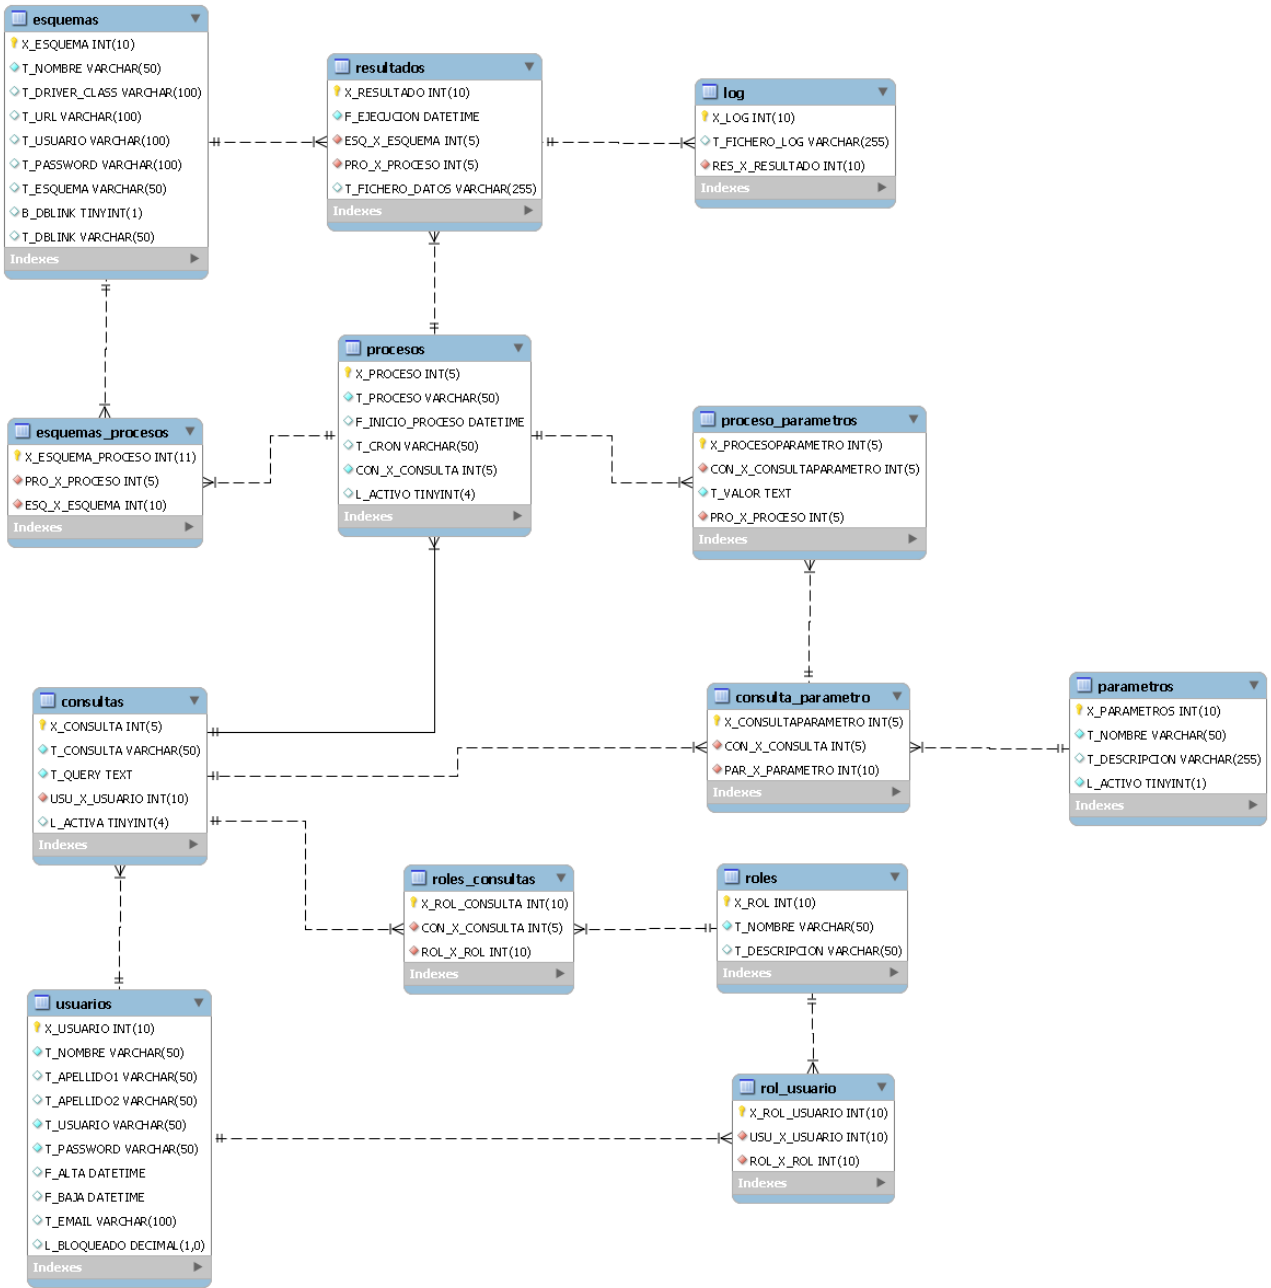 esquemas
X_ESQUEMA INT(10)
T_NOMBRE VARCHAR(50)
T_DRIVER_CLASS VARCHAR(100)
T_URL VARCHAR(100)
T_USUARIO VARCHAR(100)
T_PASSWORD VARCHAR(100)
T_ESQUEMA VARCHAR(50)
B_DBLINK TINYINT(1)
T_DBLINK VARCHAR(50)
Indexes
resultados
X_RESULTADO INT(10)
F_EJECUCION DATETIME
ESQ_X_ESQUEMA INT(5)
PRO_X_PROCESO INT(5)
T_FICHERO_DATOS VARCHAR(255)
Indexes
log
X_LOG INT(10)
T_FICHERO_LOG VARCHAR(255)
RES_X_RESULTADO INT(10)
Indexes
esquemas_procesos
X_ESQUEMA_PROCESO INT(11)
PRO_X_PROCESO INT(5)
ESQ_X_ESQUEMA INT(10)
Indexes
procesos
X_PROCESO INT(5)
T_PROCESO VARCHAR(50)
F_INICIO_PROCESO DATETIME
T_CRON VARCHAR(50)
CON_X_CONSULTA INT(5)
L_ACTIVO TINYINT(4)
Indexes
proceso_parametros
X_PROCESOPARAMETRO INT(5)
CON_X_CONSULTAPARAMETRO INT(5)
T_VALOR TEXT
PRO_X_PROCESO INT(5)
Indexes
consultas
X_CONSULTA INT(5)
T_CONSULTA VARCHAR(50)
T_QUERY TEXT
USU_X_USUARIO INT(10)
L_ACTIVA TINYINT(4)
Indexes
consulta_parametro
X_CONSULTAPARAMETRO INT(5)
CON_X_CONSULTA INT(5)
PAR_X_PARAMETRO INT(10)
Indexes
parametros
X_PARAMETROS INT(10)
T_NOMBRE VARCHAR(50)
T_DESCRIPCION VARCHAR(255)
L_ACTIVO TINYINT(1)
Indexes
roles_consultas
X_ROL_CONSULTA INT(10)
CON_X_CONSULTA INT(5)
ROL_X_ROL INT(10)
Indexes
roles
X_ROL INT(10)
T_NOMBRE VARCHAR(50)
T_DESCRIPCION VARCHAR(50)
Indexes
usuarios
X_USUARIO INT(10)
T_NOMBRE VARCHAR(50)
T_APELLIDO1 VARCHAR(50)
T_APELLIDO2 VARCHAR(50)
T_USUARIO VARCHAR(50)
T_PASSWORD VARCHAR(50)
F_ALTA DATETIME
F_BAJA DATETIME
T_EMAIL VARCHAR(100)
L_BLOQUEADO DECIMAL(1,0)
Indexes
rol_usuario
X_ROL_USUARIO INT(10)
USU_X_USUARIO INT(10)
ROL_X_ROL INT(10)
Indexes